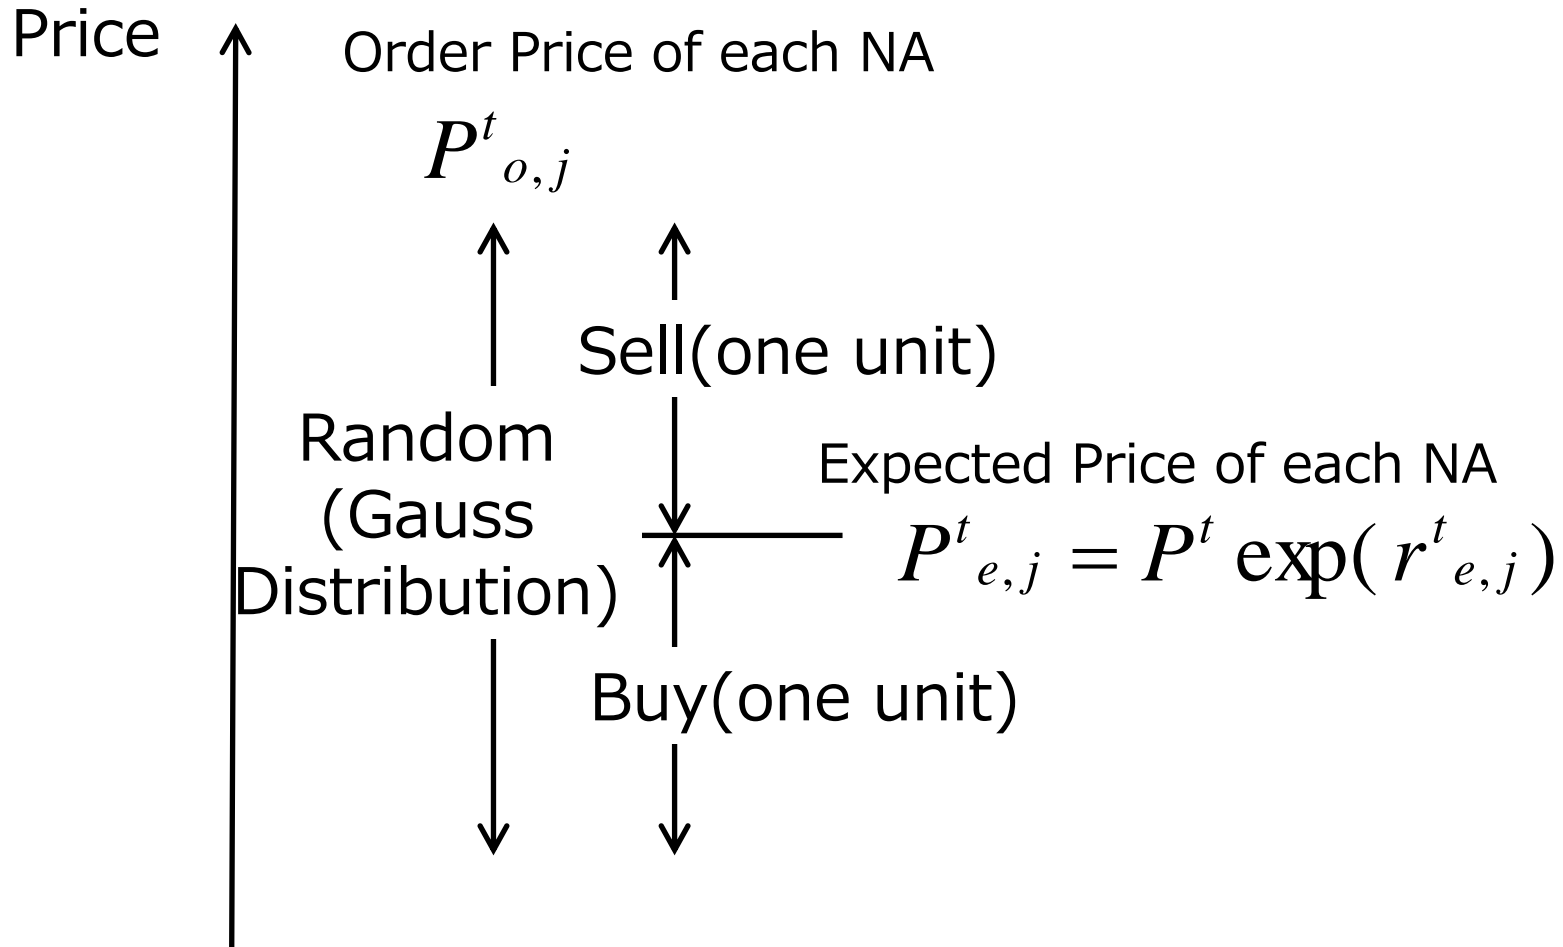 Price
Order Price of each NA
P^t_{o,j}
Sell(one unit)
Random
(Gauss
Distribution)
Expected Price of each NA
P^t_{e,j} = P^t exp( r^t_{e,j} )
Buy(one unit)